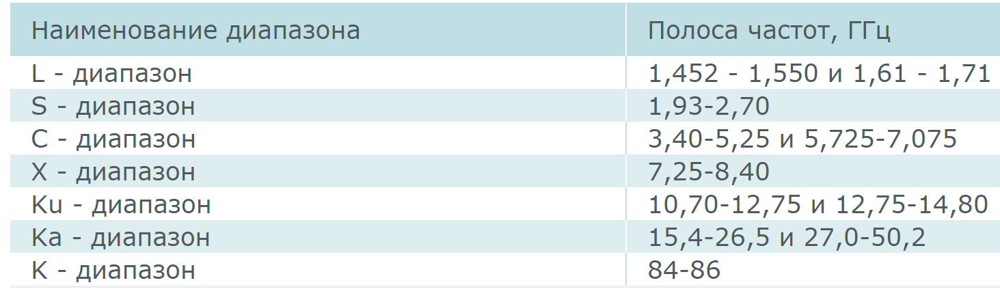 Наименование диапазона Полоса частот, ГГц
L - диапазон 1,452 - 1,550 и 1,61 - 1,71
S - диапазон 1,93-2,70
C - диапазон 3,40-5,25 и 5,725-7,075
X - диапазон 7,25-8,40
Ku - диапазон 10,70-12,75 и 12,75-14,80
Ka - диапазон 15,4-26,5 и 27,0-50,2
K - диапазон 84-86